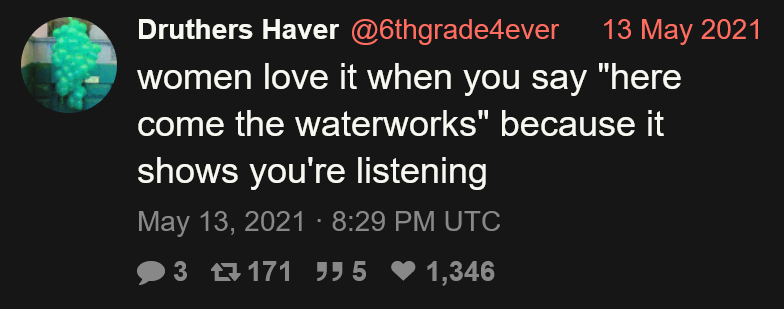 Druthers Haver @6thgrade4ever 13 May 2021
women love it when you say "here
come the waterworks" because it
shows you're listening
May 13, 2021 · 8:29 PM UTC
3 171 5 1,346